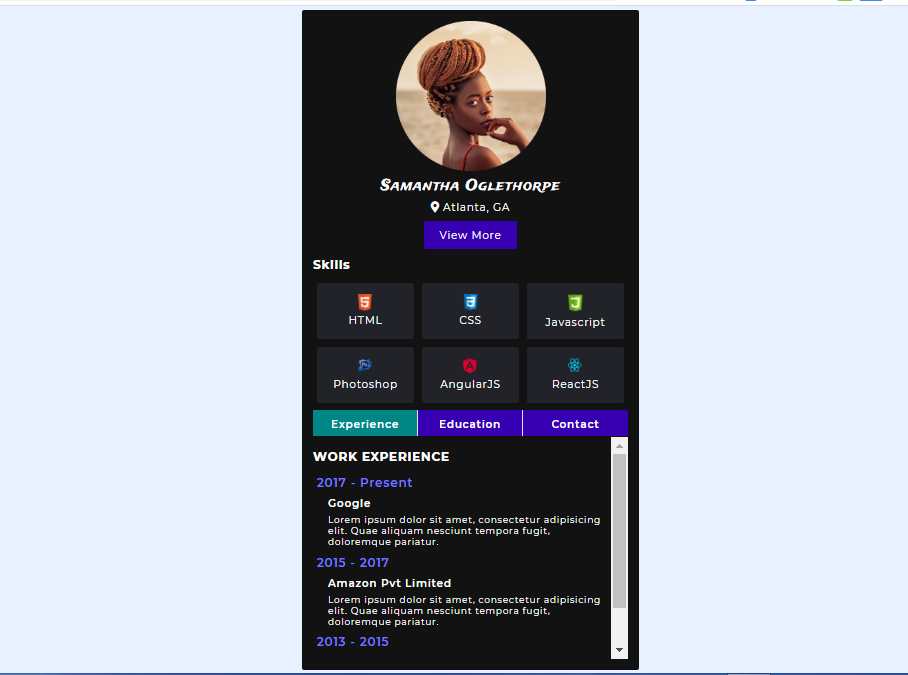 Samantha Oglethorpe
Atlanta, GA
View More
Skills
HTML CSS Javascript
Photoshop AngularJS ReactJS
Experience Education Contact
WORK EXPERIENCE
2017 - Present
Google
Lorem ipsum dolor sit amet, consectetur adipisicing
elit. Quae aliquam nesciunt tempora fugit,
doloremque pariatur.
2015 - 2017
Amazon Pvt Limited
Lorem ipsum dolor sit amet, consectetur adipisicing
elit. Quae aliquam nesciunt tempora fugit,
doloremque pariatur.
2013 - 2015